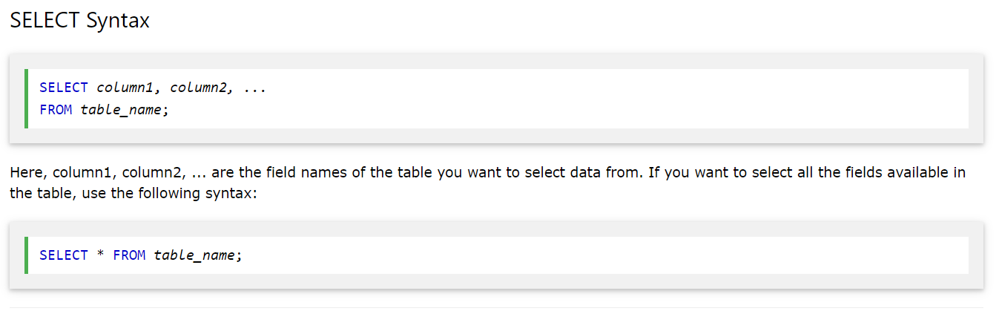 SELECT Syntax
SELECT column1, column2, ...
FROM table_name;
Here, column1, column2, ... are the field names of the table you want to select data from. If you want to select all the fields available in
the table, use the following syntax:
SELECT * FROM table_name;